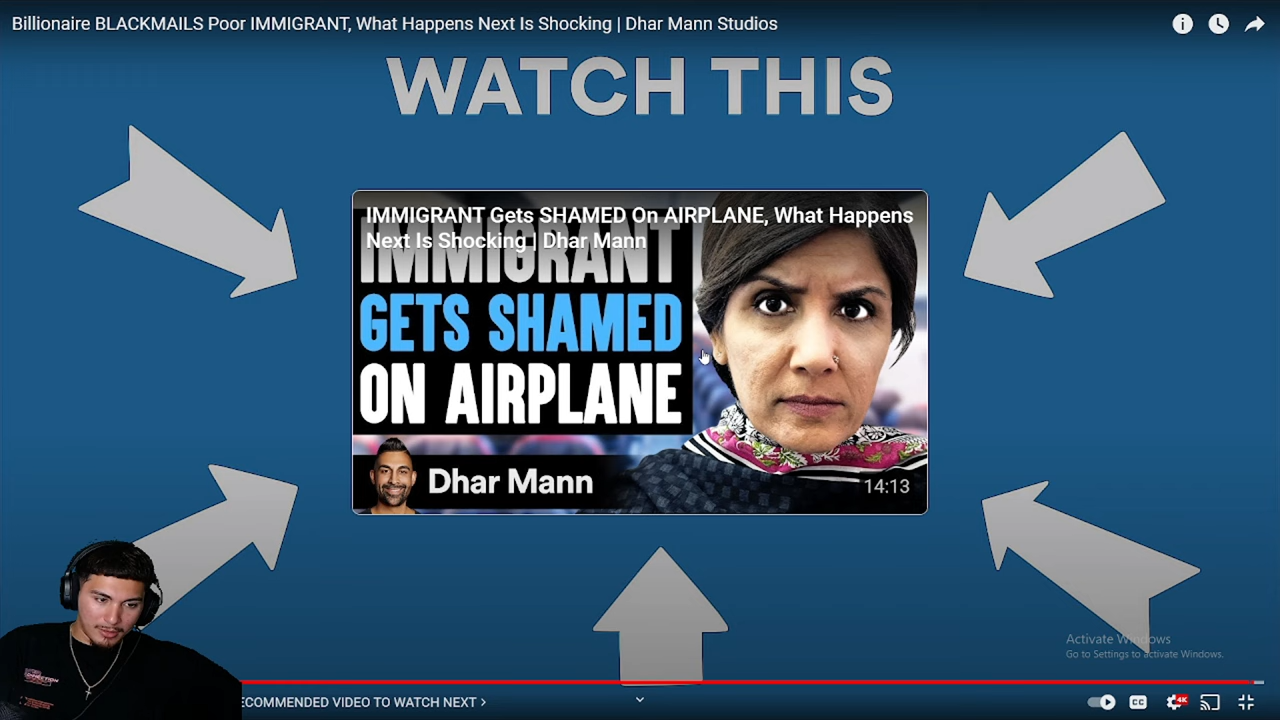 Billionaire BLACKMAILS Poor IMMIGRANT, What Happens Next Is Shocking | Dhar Mann Studios
WATCH THIS
IMMIGRANT Gets SHAMED On AIRPLANE, What Happens
Next Is Shocking | Dhar Mann
IMMIGRANT
GETS SHAMED
ON AIRPLANE
Dhar Mann
14:13
Activate Windows
Go to Settings to activate Windows.
ECOMMENDED VIDEO TO WATCH NEXT >
CC
4K